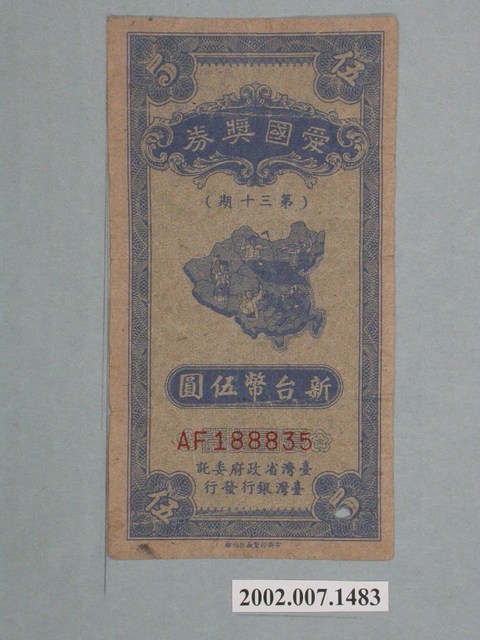 伍
愛國獎券
(第三十期)
新台幣伍圓
AF188835
臺灣省政府委託
臺灣銀行發行
伍
2002.007.1483